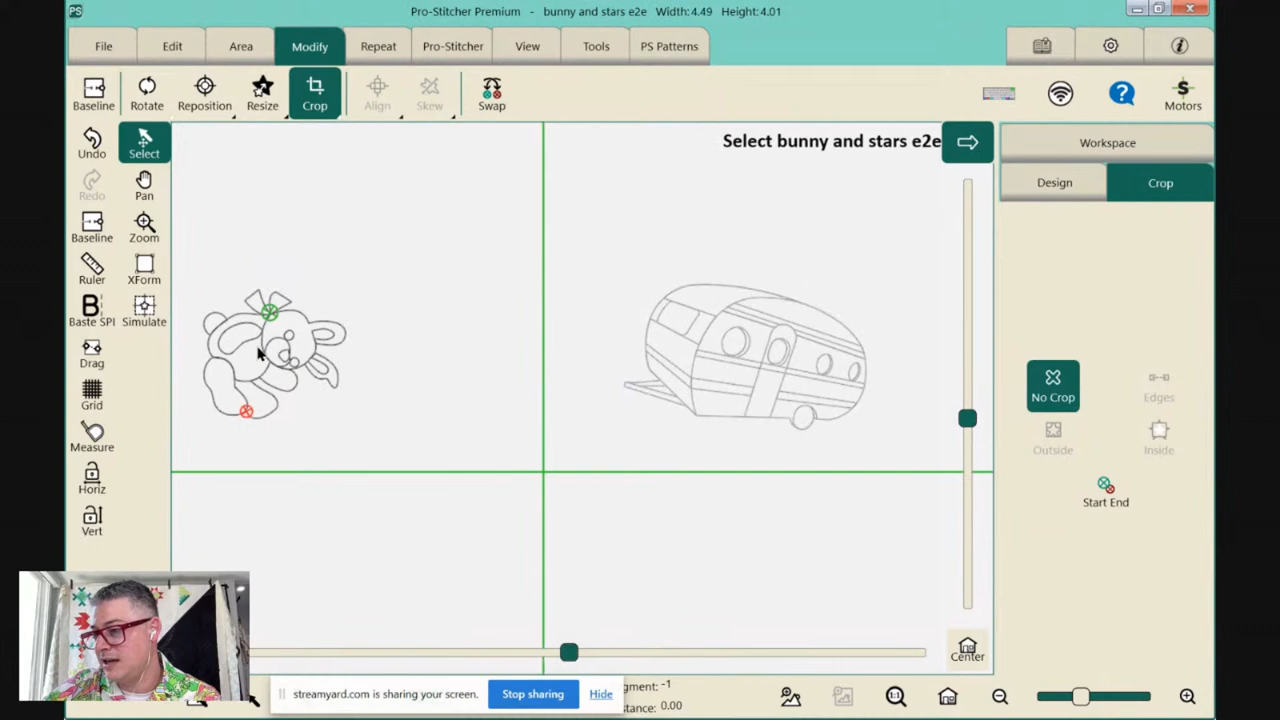 PS
Pro-Stitcher Premium - bunny and stars e2e Width:4.49 Height:4.01
File Edit Area Modify Repeat Pro-Stitcher View Tools PS Patterns
Baseline Rotate Reposition Resize Crop Align Skew Swap Motors
Undo Select
Select bunny and stars e2e
Workspace
Redo Pan
Design Crop
Baseline Zoom
Ruler XForm
B
Baste SPI Simulate
Drag
Grid
No Crop Edges
Measure
Outside Inside
Horiz
Start End
Vert
Center
streamyard.com is sharing your screen. Stop sharing Hide
gment: -1
stance: 0.00
1:1